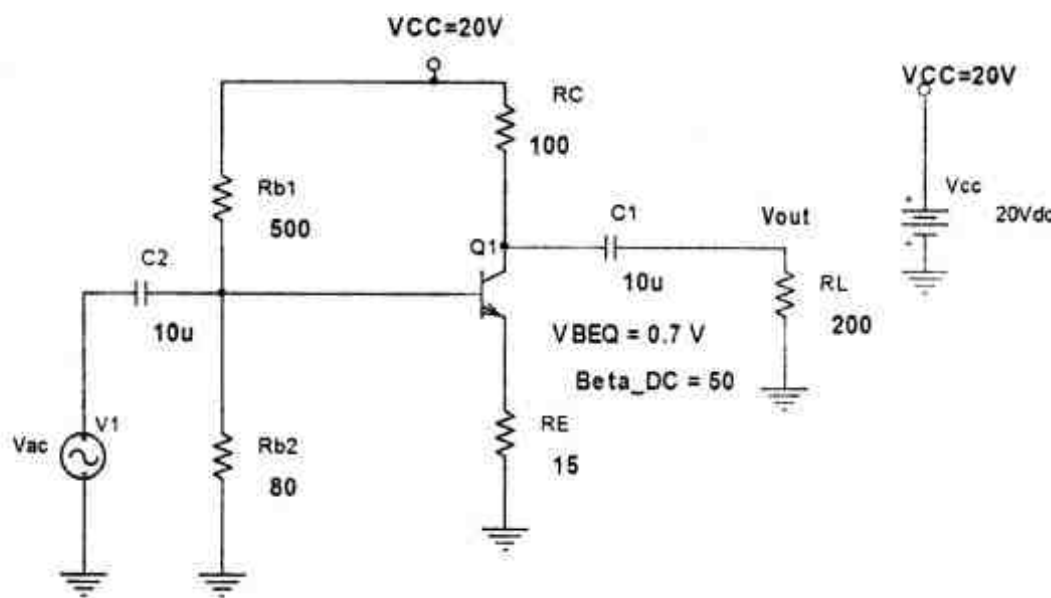 VCC=20V
RC
100
VCC=20V
Rb1
500
Vcc
20Vdc
C1
Vout
Q1
C2
10u
10u
RL
200
VBEQ = 0.7 V
Beta_DC = 50
V1
Vac
Rb2
80
RE
15